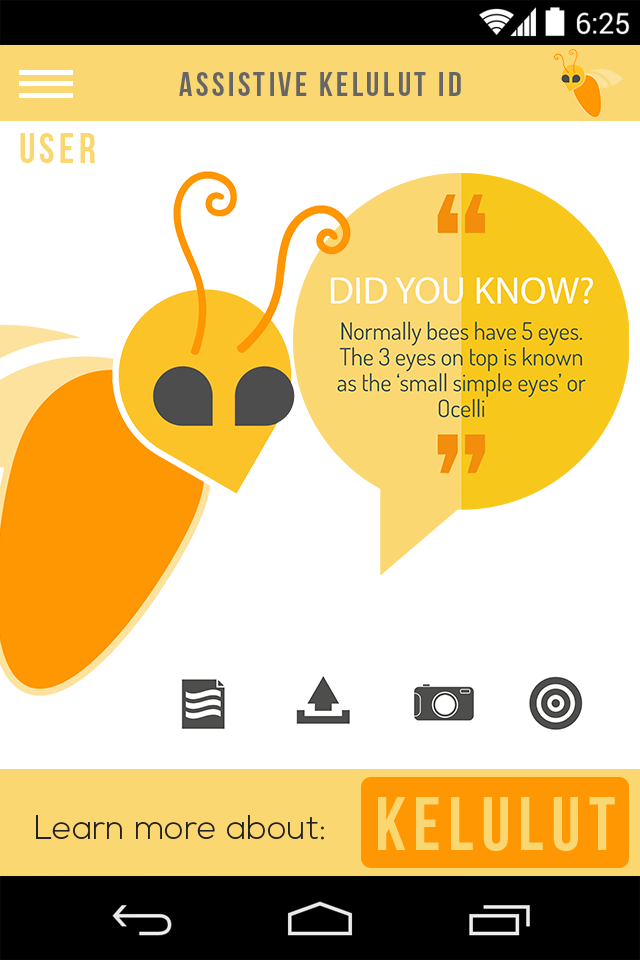 6:25
ASSISTIVE KELULUT ID
USER
“
DID YOU KNOW?
Normally bees have 5 eyes.
The 3 eyes on top is known
as the ‘small simple eyes’ or
Ocelli
”
Learn more about:
KELULUT